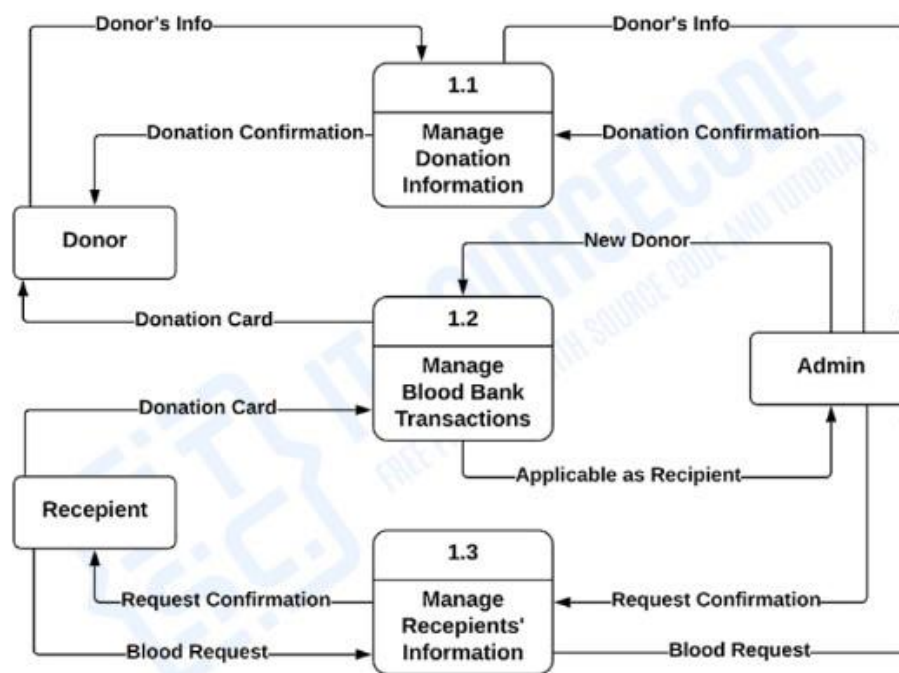 Donor's Info
Donor's Info
1.1
Manage
Donation
Information
Donation Confirmation
Donation Confirmation
Donor
New Donor
Donation Card
1.2
Manage
Blood Bank
Transactions
Admin
Donation Card
Applicable as Recipient
Recepient
1.3
Manage
Recepients'
Information
Request Confirmation
Request Confirmation
Blood Request
Blood Request